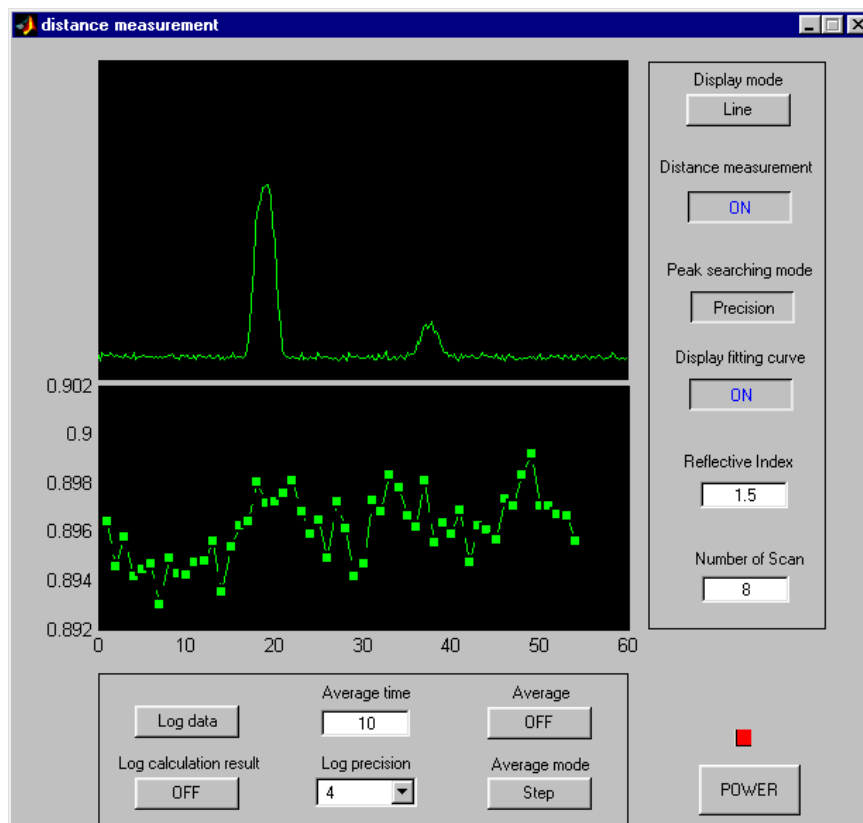 distance measurement
Display mode
Line
Distance measurement
ON
Peak searching mode
Precision
Display fitting curve
ON
Reflective Index
1.5
Number of Scan
8
0.902
0.9
0.898
0.896
0.894
0.892
0 10 20 30 40 50 60
Log data
Average time
10
Average
OFF
Log calculation result
OFF
Log precision
4
Average mode
Step
POWER